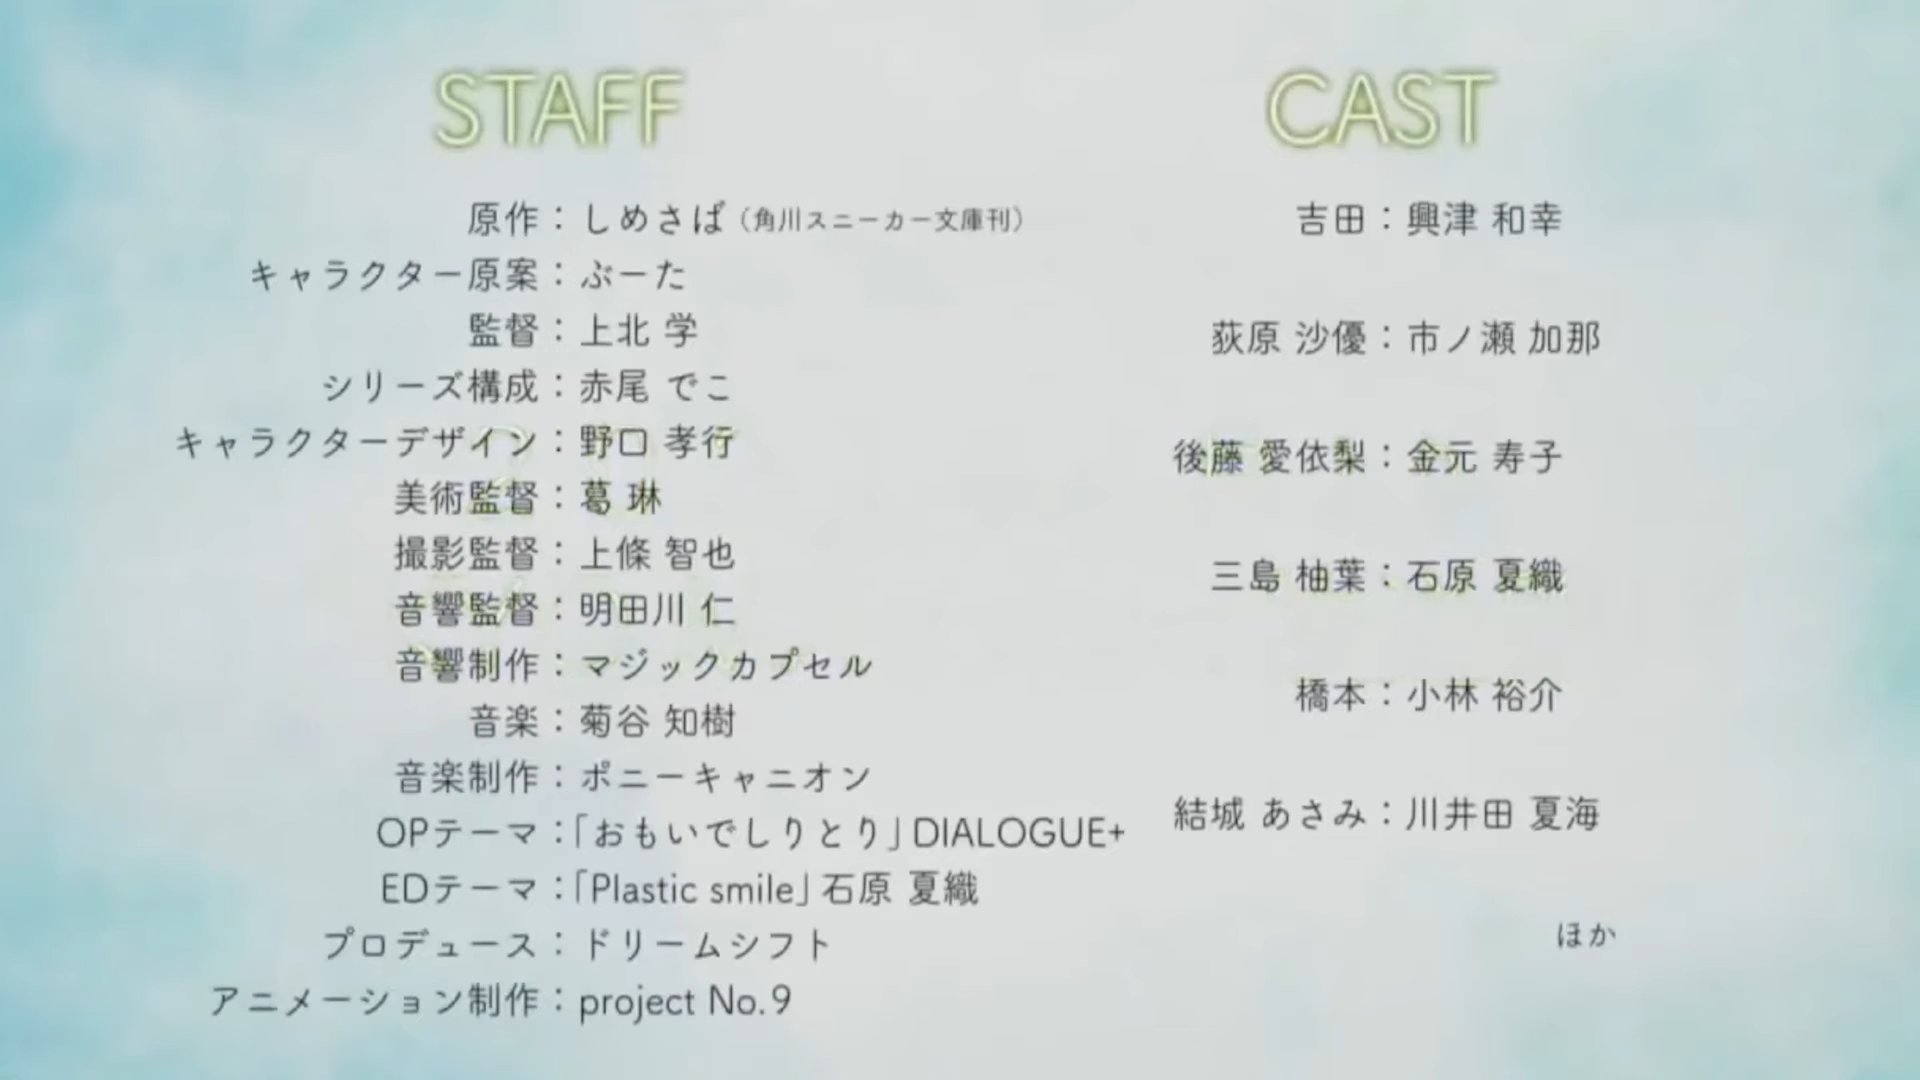 STAFF
原作：しめさば（角川スニーカー文庫刊）
キャラクター原案：ぶーた
監督：上北 学
シリーズ構成：赤尾 でこ
キャラクターデザイン：野口 孝行
美術監督：葛 琳
撮影監督：上條 智也
音響監督：明田川 仁
音響制作：マジックカプセル
音楽：菊谷 知樹
音楽制作：ポニーキャニオン
OPテーマ：「おもいでしりとり」DIALOGUE+
EDテーマ：「Plastic smile」石原 夏織
プロデュース：ドリームシフト
アニメーション制作：project No.9
CAST
吉田：興津 和幸
荻原 沙優：市ノ瀬 加那
後藤 愛依梨：金元 寿子
三島 柚葉：石原 夏織
橋本：小林 裕介
結城 あさみ：川井田 夏海
ほか